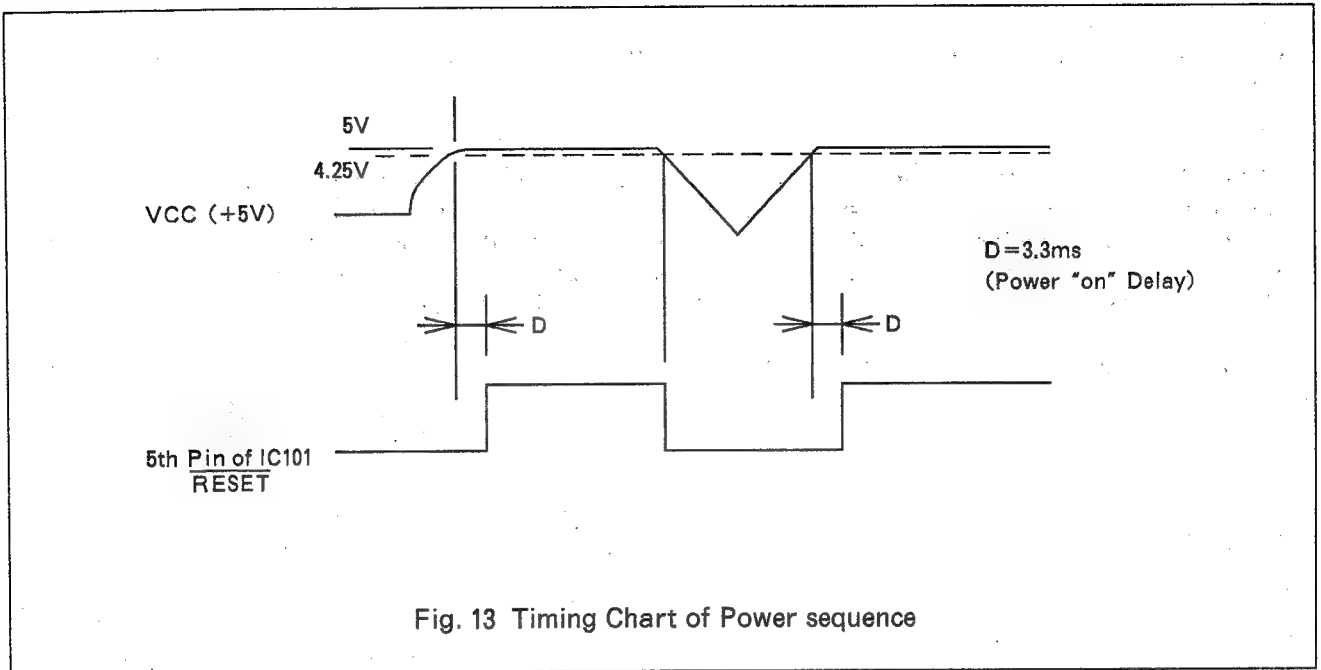 5V
4.25V
VCC (+5V)
D=3.3ms
(Power "on" Delay)
D
D
5th Pin of IC101
RESET
Fig. 13 Timing Chart of Power sequence